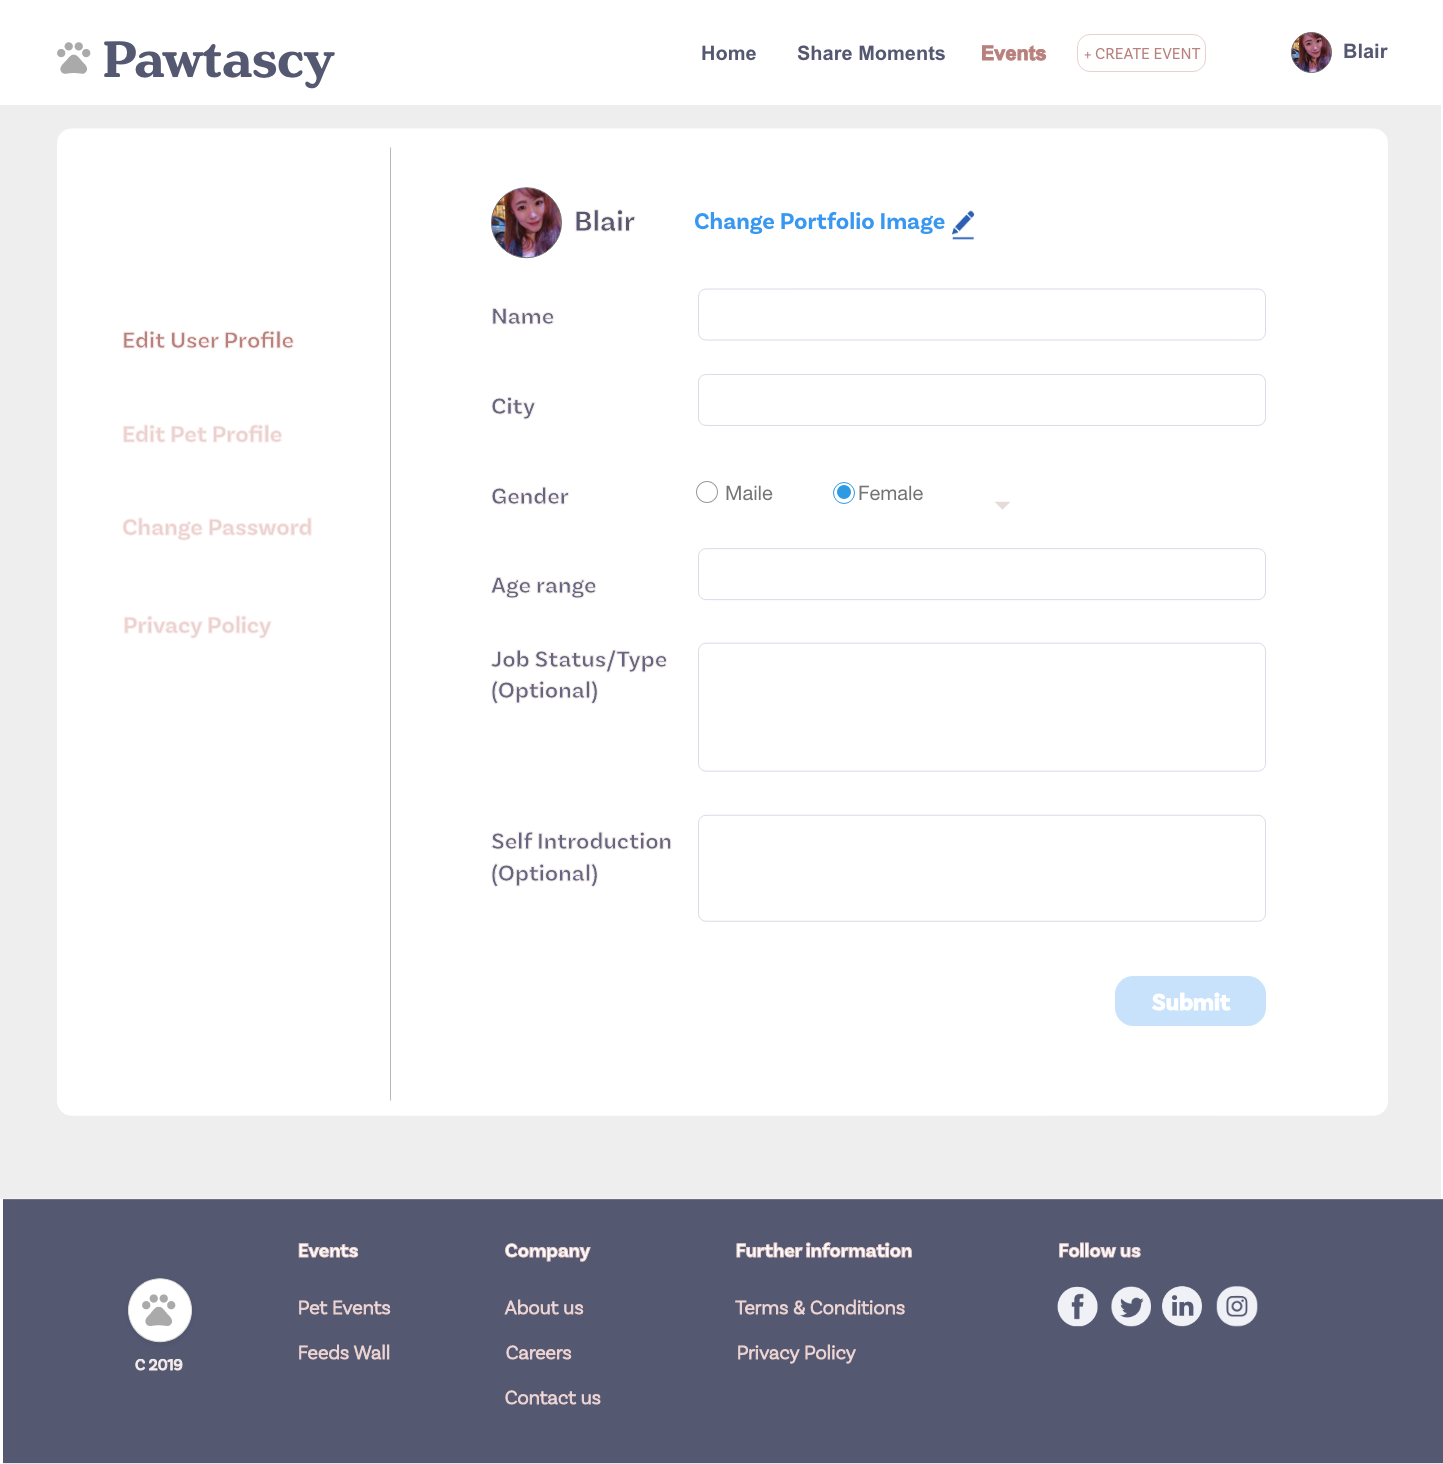 Pawtascy
Home
Share Moments
Events
+ CREATE EVENT
Blair
Edit User Profile
Edit Pet Profile
Change Password
Privacy Policy
Blair
Change Portfolio Image
Name
City
Gender
Maile
Female
Age range
Job Status/Type
(Optional)
Self Introduction
(Optional)
Submit
C 2019
Events
Pet Events
Feeds Wall
Company
About us
Careers
Contact us
Further information
Terms & Conditions
Privacy Policy
Follow us